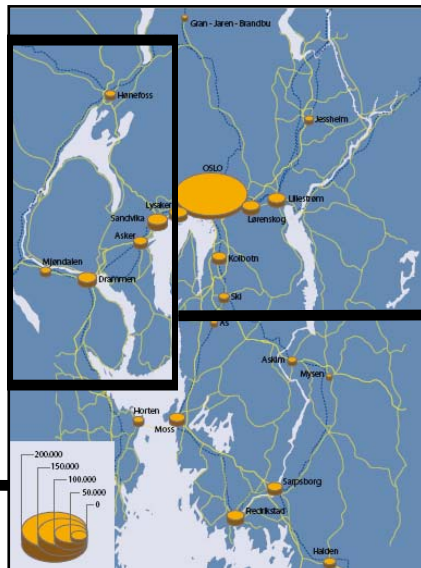 Gran - Jaren - Brandbu
Hønefoss
Jessheim
OSLO
Lysaker
Lillestrøm
Lørenskog
Sandvika
Asker
Kolbotn
Mjøndalen
Drammen
Ski
Ås
Askim
Mysen
Horten
Moss
200.000
150.000
100.000
50.000
0
Sarpsborg
Fredrikstad
Halden